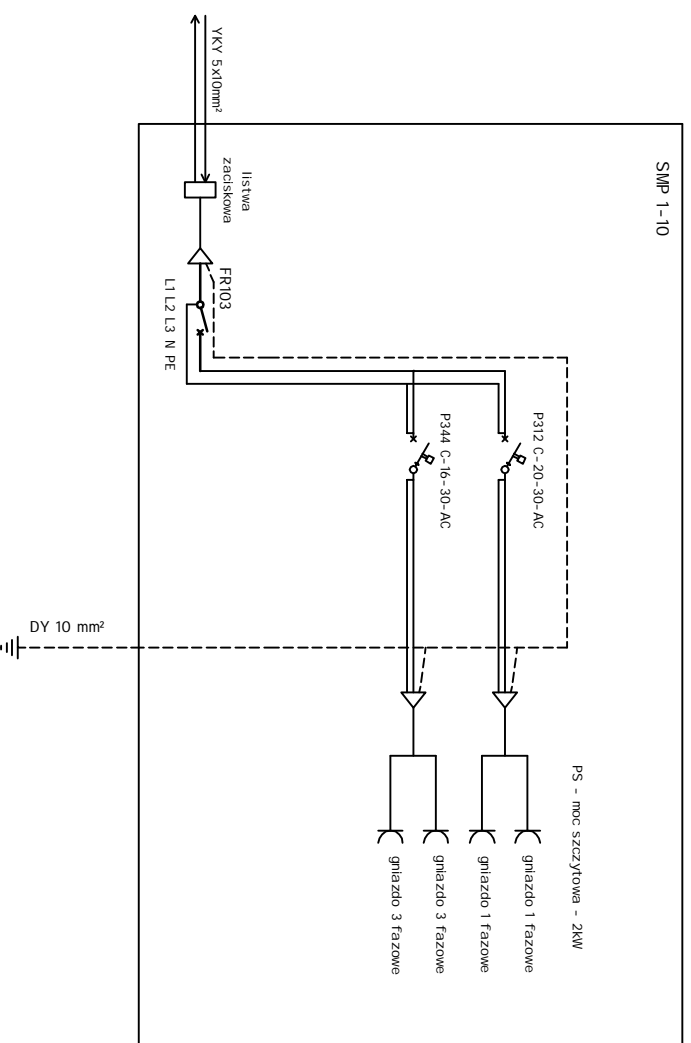 SMP 1-10
YKY 5x10mm²
listwa
zaciskowa
FR103
L1 L2 L3 N PE
P312 C-20-30-AC
P344 C-16-30-AC
DY 10 mm²
PS - moc szczytowa - 2kW
gniazdo 1 fazowe
gniazdo 1 fazowe
gniazdo 3 fazowe
gniazdo 3 fazowe